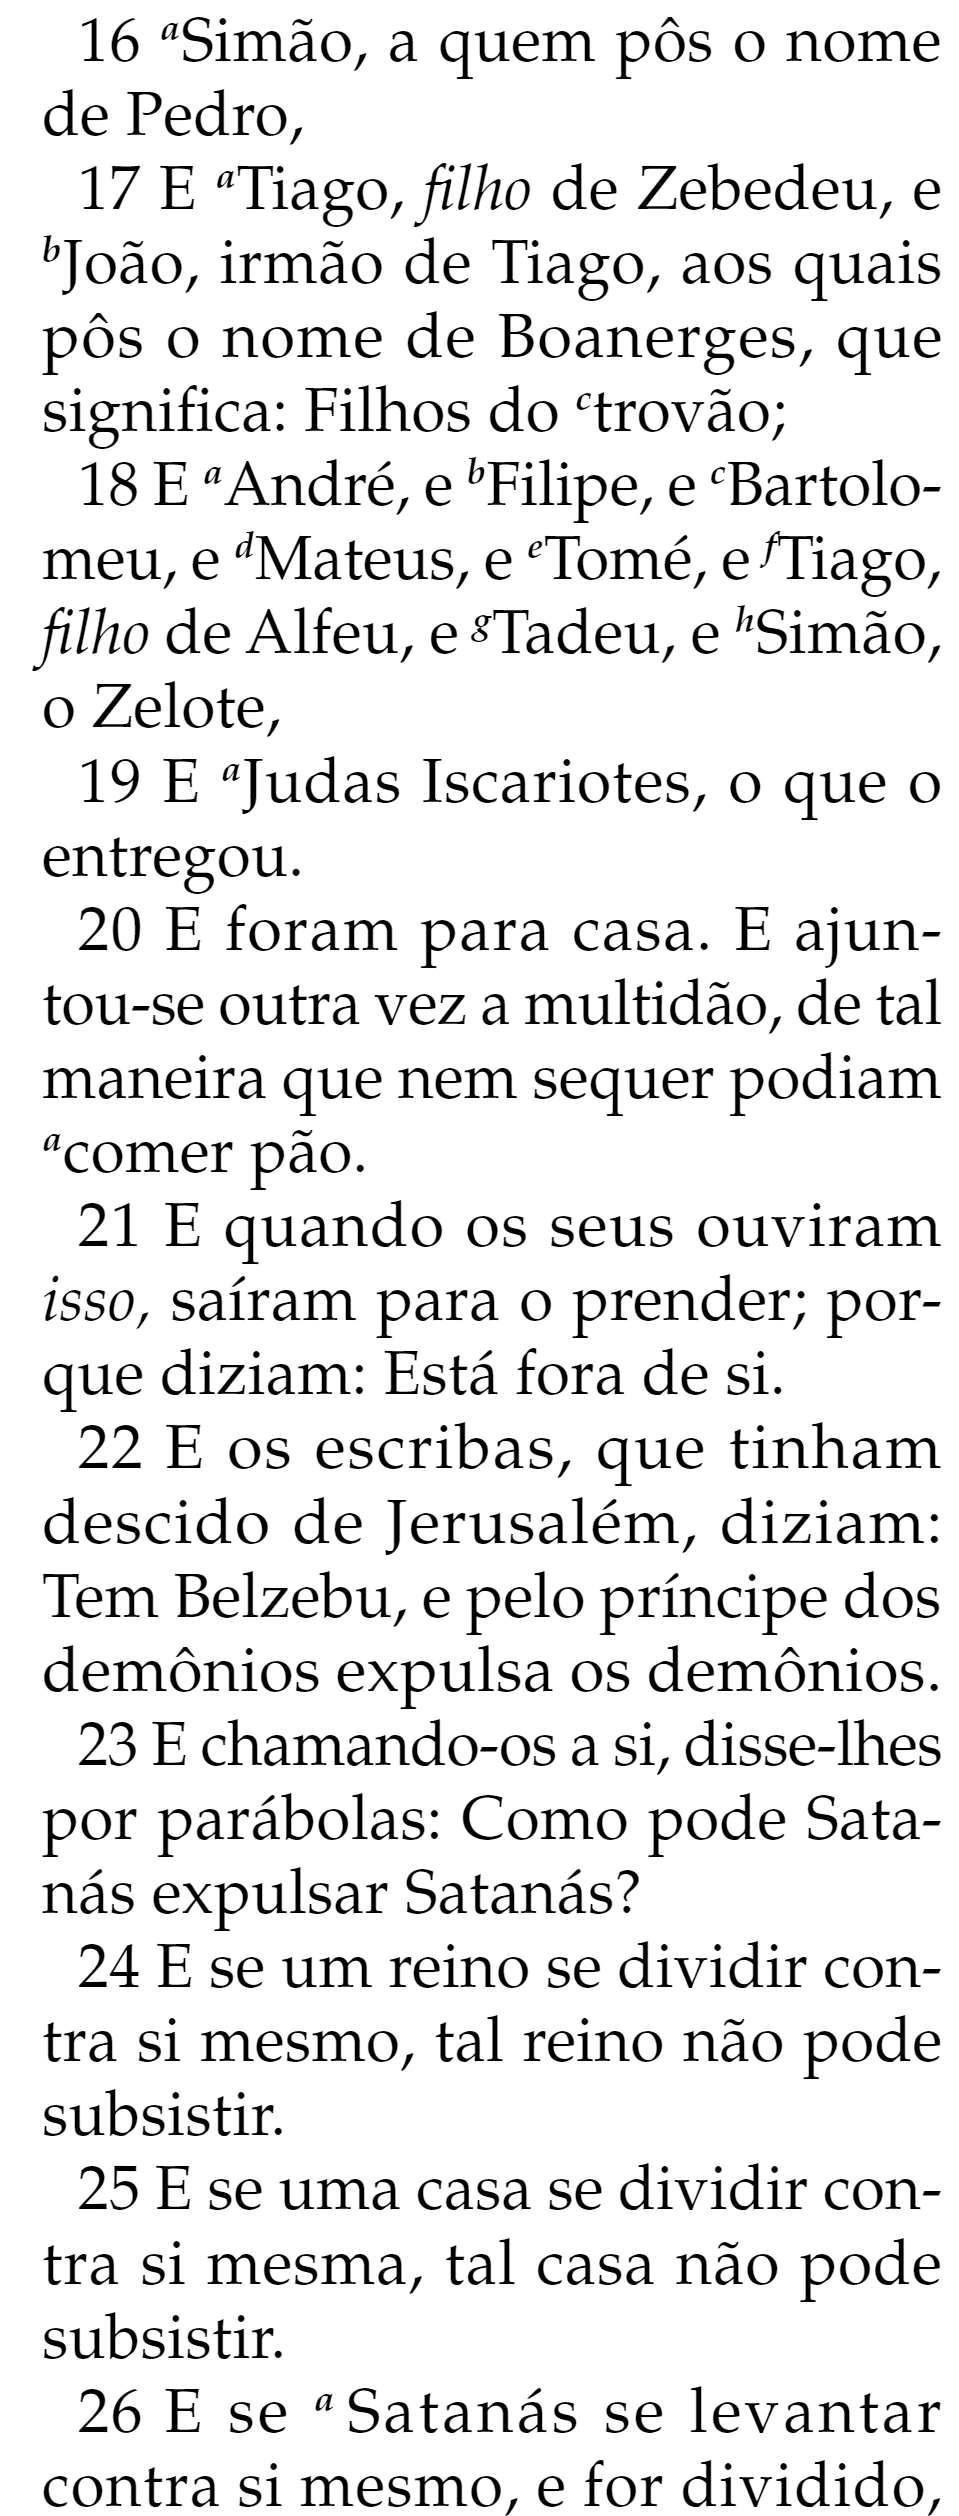 16 ᵃSimão, a quem pôs o nome
de Pedro,
17 E ᵃTiago, filho de Zebedeu, e
ᵇJoão, irmão de Tiago, aos quais
pôs o nome de Boanerges, que
significa: Filhos do ᶜtrovão;
18 E ᵃAndré, e ᵇFilipe, e ᶜBartolo-
meu, e ᵈMateus, e ᵉTomé, e ᶠTiago,
filho de Alfeu, e ᵍTadeu, e ʰSimão,
o Zelote,
19 E ᵃJudas Iscariotes, o que o
entregou.
20 E foram para casa. E ajun-
tou-se outra vez a multidão, de tal
maneira que nem sequer podiam
ᵃcomer pão.
21 E quando os seus ouviram
isso, saíram para o prender; por-
que diziam: Está fora de si.
22 E os escribas, que tinham
descido de Jerusalém, diziam:
Tem Belzebu, e pelo príncipe dos
demônios expulsa os demônios.
23 E chamando-os a si, disse-lhes
por parábolas: Como pode Sata-
nás expulsar Satanás?
24 E se um reino se dividir con-
tra si mesmo, tal reino não pode
subsistir.
25 E se uma casa se dividir con-
tra si mesma, tal casa não pode
subsistir.
26 E se ᵃSatanás se levantar
contra si mesmo, e for dividido,